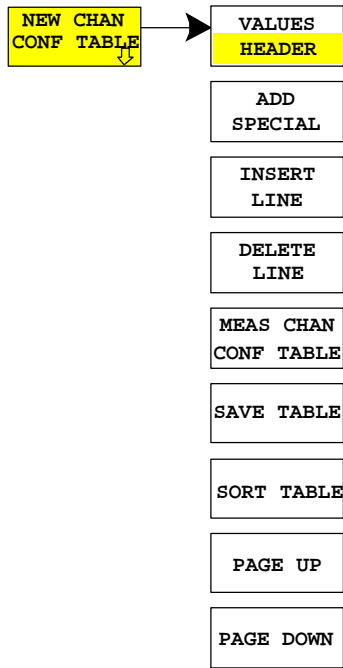 NEW CHAN
CONF TABLE
VALUES
HEADER
ADD
SPECIAL
INSERT
LINE
DELETE
LINE
MEAS CHAN
CONF TABLE
SAVE TABLE
SORT TABLE
PAGE UP
PAGE DOWN